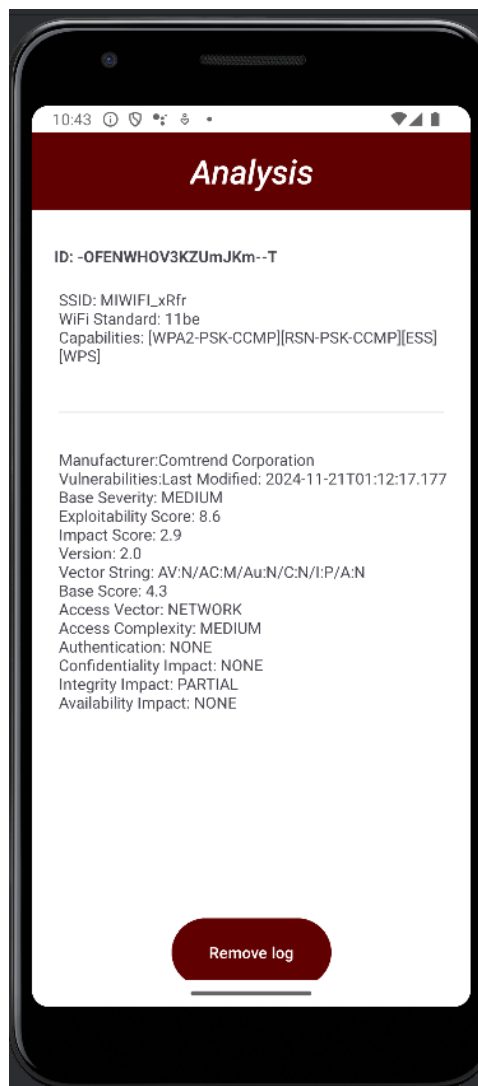 10:43
Analysis
ID: -OFENWHOV3KZUmJKm--T
SSID: MIWIFI_xRfr
WiFi Standard: 11be
Capabilities: [WPA2-PSK-CCMP][RSN-PSK-CCMP][ESS]
[WPS]
Manufacturer:Comtrend Corporation
Vulnerabilities:Last Modified: 2024-11-21T01:12:17.177
Base Severity: MEDIUM
Exploitability Score: 8.6
Impact Score: 2.9
Version: 2.0
Vector String: AV:N/AC:M/Au:N/C:N/I:P/A:N
Base Score: 4.3
Access Vector: NETWORK
Access Complexity: MEDIUM
Authentication: NONE
Confidentiality Impact: NONE
Integrity Impact: PARTIAL
Availability Impact: NONE
Remove log